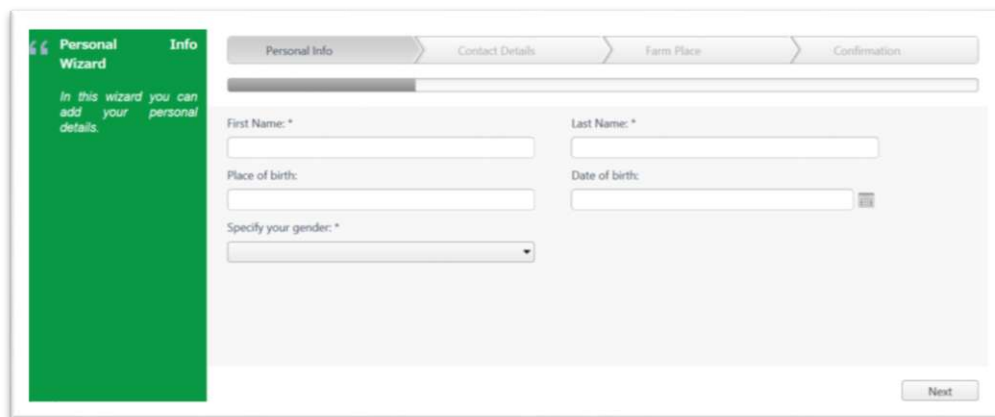 Personal Info
Wizard
In this wizard you can
add your personal
details.
Personal Info
Contact Details
Farm Place
Confirmation
First Name: *
Last Name: *
Place of birth:
Date of birth:
Specify your gender: *
Next